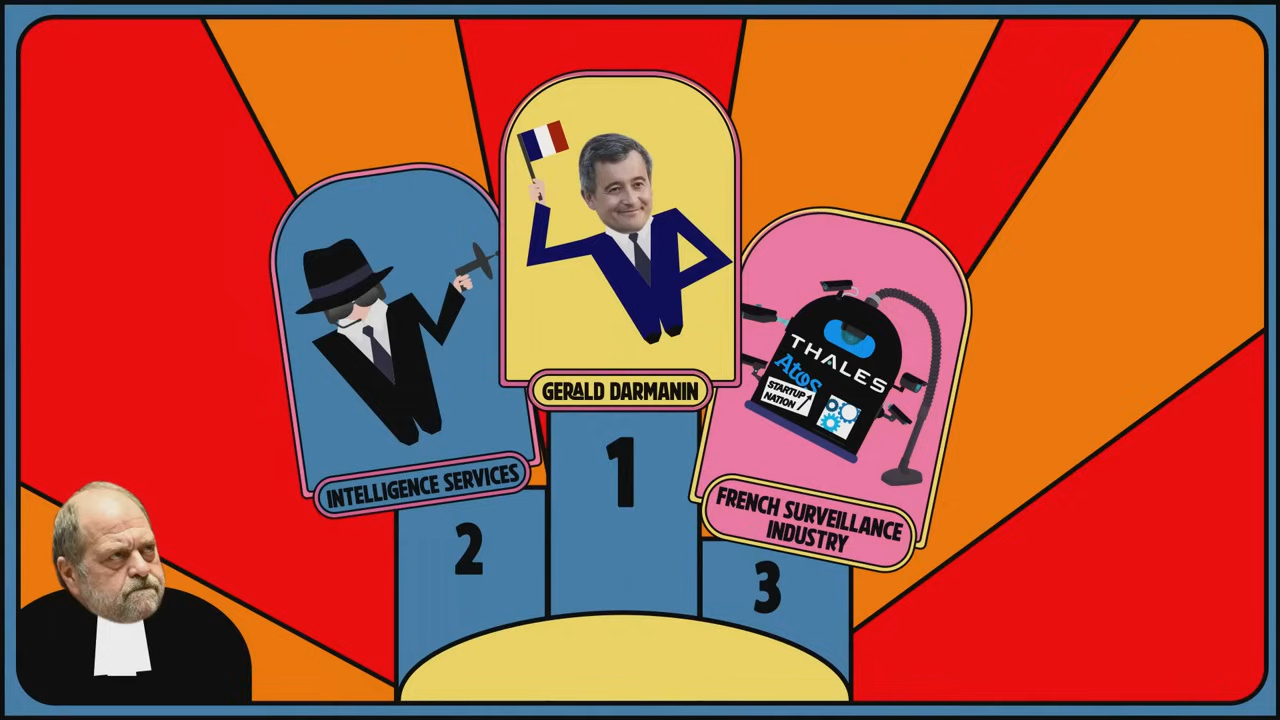 GERALD DARMANIN
1
INTELLIGENCE SERVICES
2
THALES
Atos
STARTUP
NATION
FRENCH SURVEILLANCE
INDUSTRY
3